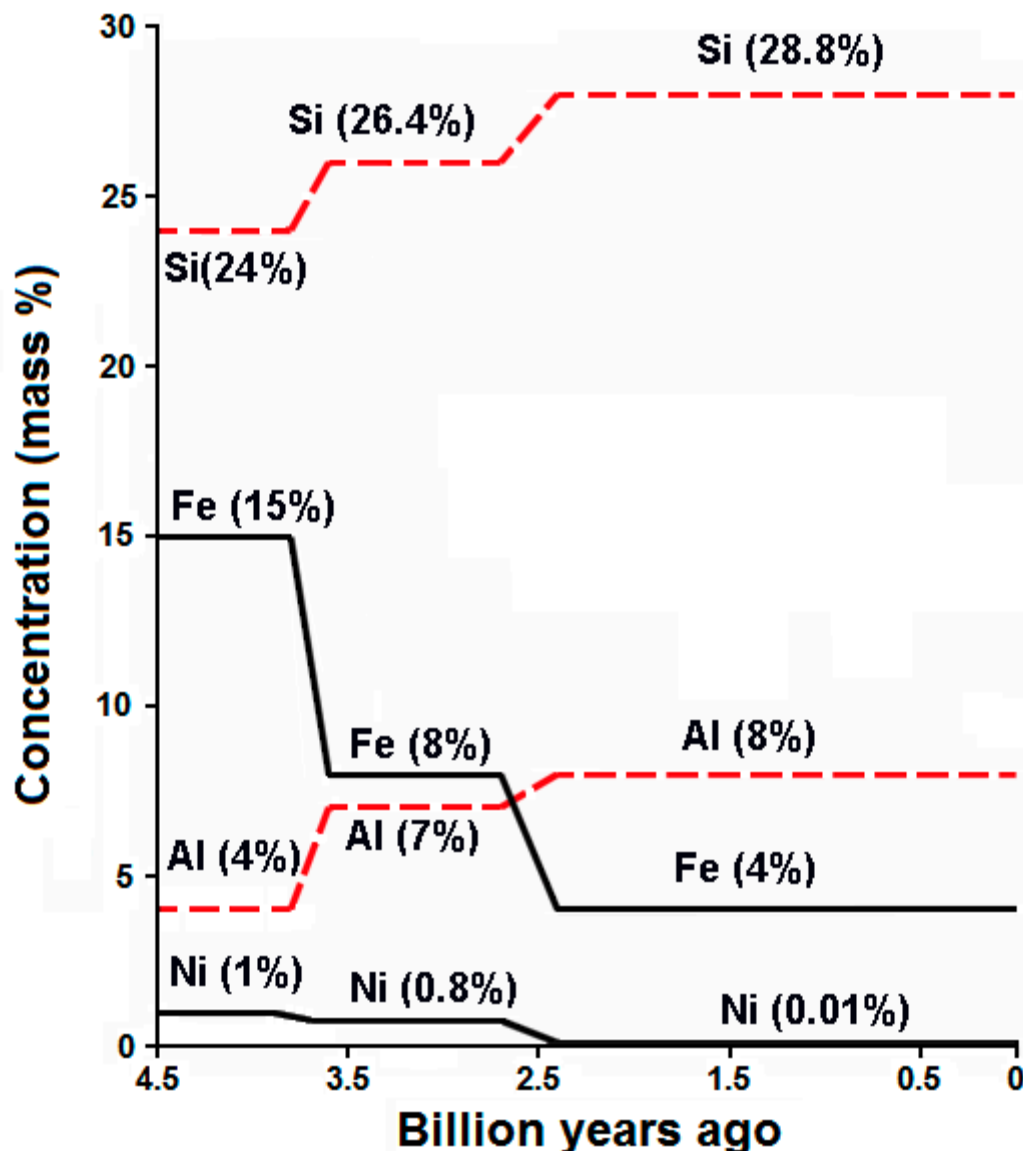 30
Si (28.8%)
Si (26.4%)
25
Si(24%)
20
Fe (15%)
15
10
Fe (8%)
Al (8%)
Al (7%)
Al (4%)
Fe (4%)
5
Ni (1%)
Ni (0.8%)
Ni (0.01%)
0
4.5 3.5 2.5 1.5 0.5 0
Billion years ago
Concentration (mass %)